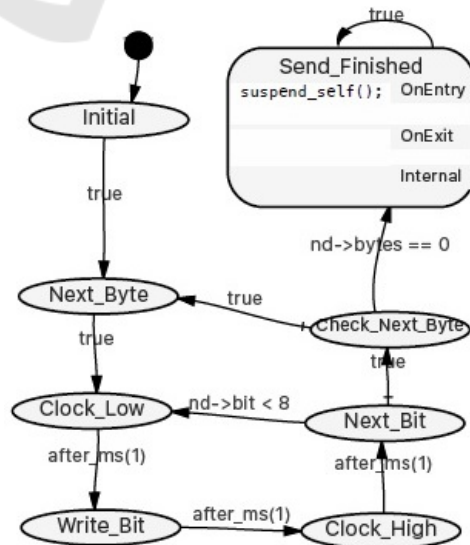 true
Send_Finished
suspend_self(); OnEntry
OnExit
Internal
Initial
true
nd->bytes == 0
Next_Byte
true
Check_Next_Byte
true
true
Clock_Low
nd->bit < 8
Next_Bit
after_ms(1)
after_ms(1)
Write_Bit
after_ms(1)
Clock_High